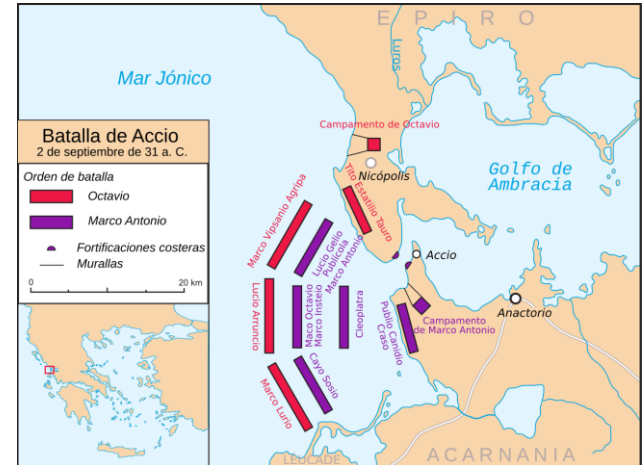 EPIRO
Luros
Mar Jónico
Campamento de Octavio
Nicópolis
Golfo de
Ambracia
Batalla de Accio
2 de septiembre de 31 a. C.
Orden de batalla
Octavio
Marco Antonio
Fortificaciones costeras
Murallas
0
20 km
Tito Estatilio Tauro
Marco Vipsanio Agripa
Lucio Gelio
Publícola
Marco Antonio
Accio
Lucio Arruncio
Marco Octavio
Marco Insteio
Cleoplatra
Publio Canidio
Craso
Campamento
de Marco Antonio
Anactorio
Marco Lurio
Cayo Sosio
LEUCADE
ACARNANIA